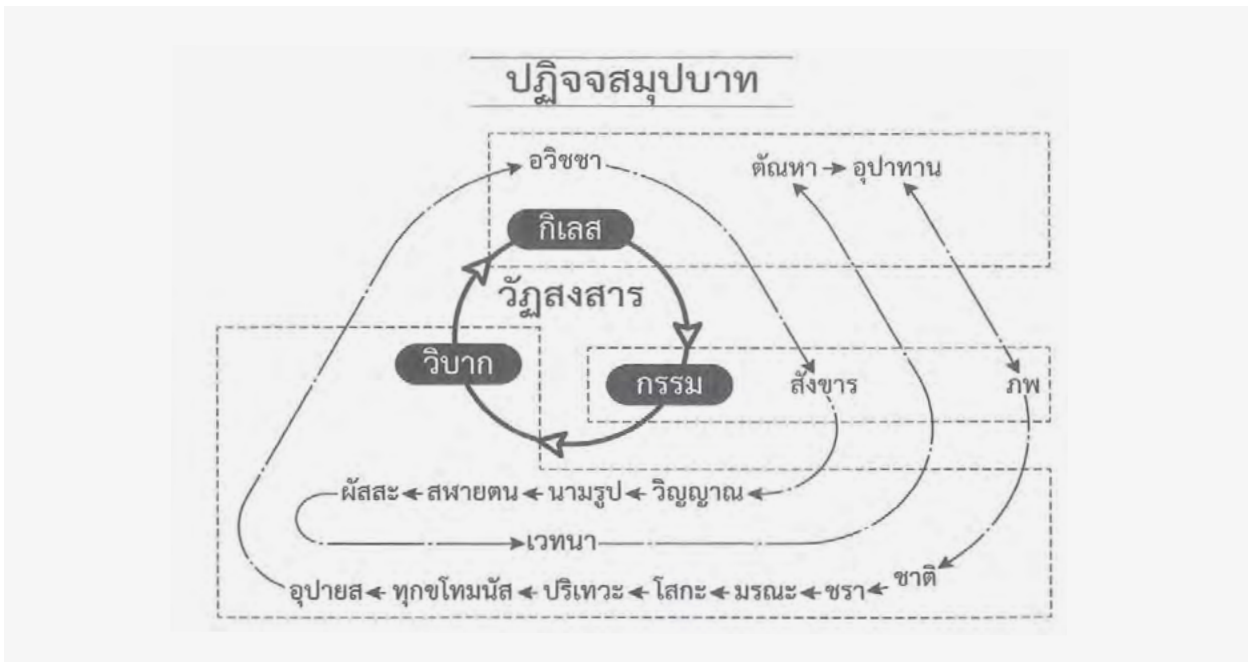 ปฏิจจสมุปบาท
อวิชชา
ตัณหา
อุปาทาน
กิเลส
วัฏสงสาร
วิบาก
กรรม
สังขาร
ภพ
ผัสสะ
สฬายตน
นามรูป
วิญญาณ
เวทนา
อุปายส
ทุกขโทมนัส
ปริเทวะ
โสกะ
มรณะ
ชรา
ชาติ